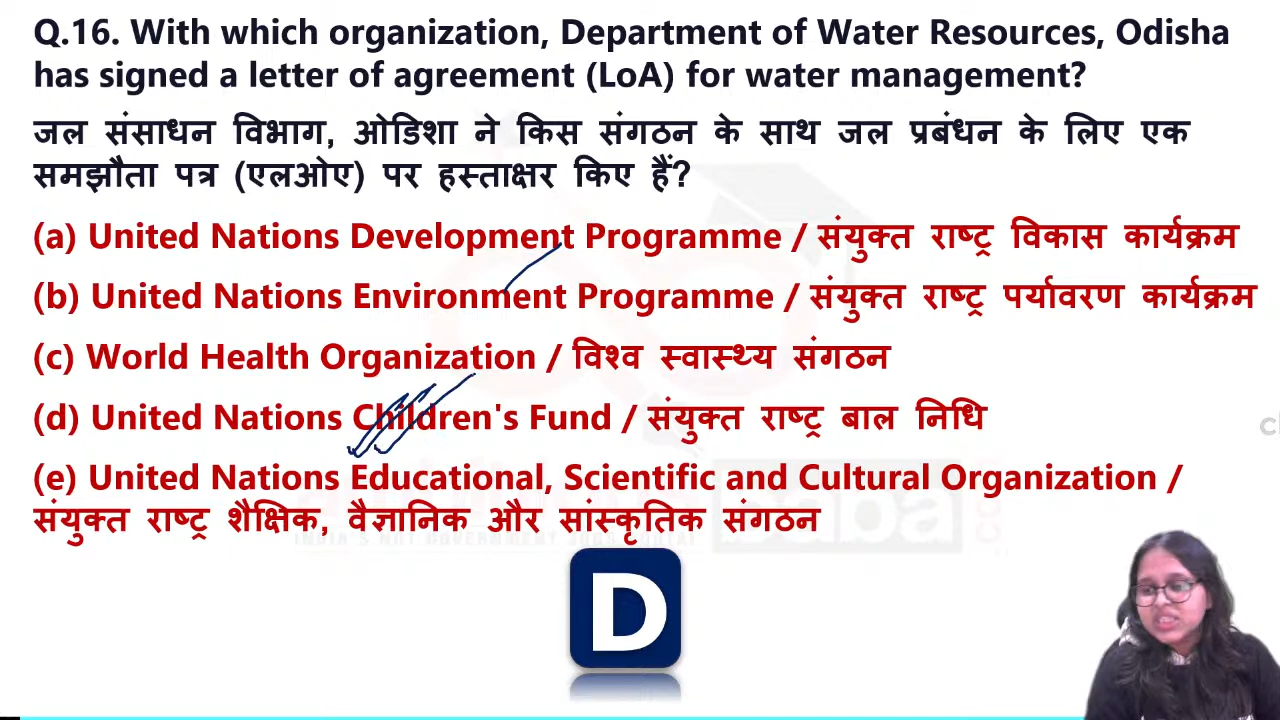 Q.16. With which organization, Department of Water Resources, Odisha
has signed a letter of agreement (LoA) for water management?
जल संसाधन विभाग, ओडिशा ने किस संगठन के साथ जल प्रबंधन के लिए एक
समझौता पत्र (एलओए) पर हस्ताक्षर किए हैं?
(a) United Nations Development Programme / संयुक्त राष्ट्र विकास कार्यक्रम
(b) United Nations Environment Programme / संयुक्त राष्ट्र पर्यावरण कार्यक्रम
(c) World Health Organization / विश्व स्वास्थ्य संगठन
(d) United Nations Children's Fund / संयुक्त राष्ट्र बाल निधि
(e) United Nations Educational, Scientific and Cultural Organization /
संयुक्त राष्ट्र शैक्षिक, वैज्ञानिक और सांस्कृतिक संगठन
D